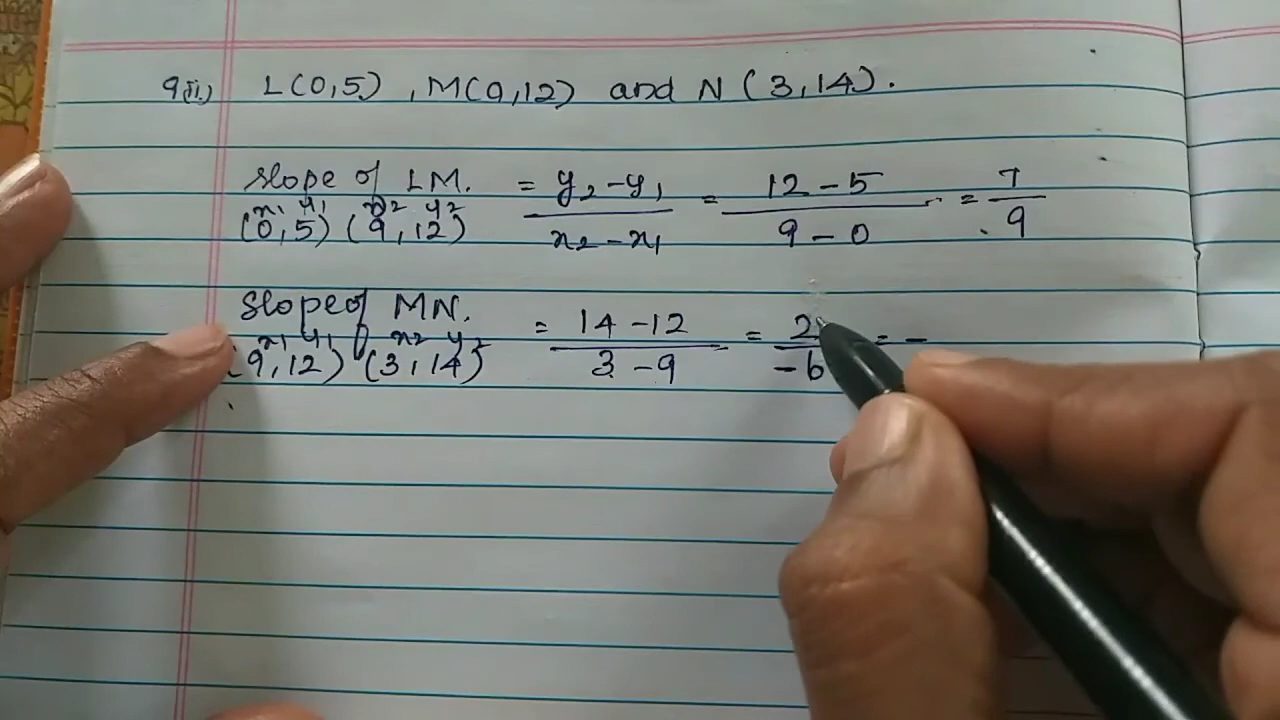 9(ii) L(0,5) , M(9,12) and N (3,14).
slope of LM. = y₂-y₁ / x₂-x₁ = 12-5 / 9-0 = 7 / 9
x₁ y₁ x₂ y₂
(0,5) (9,12)
slope of MN. = 14-12 / 3-9 = 2 / -6 = -
x₁ y₁ x₂ y₂
(9,12) (3,14)